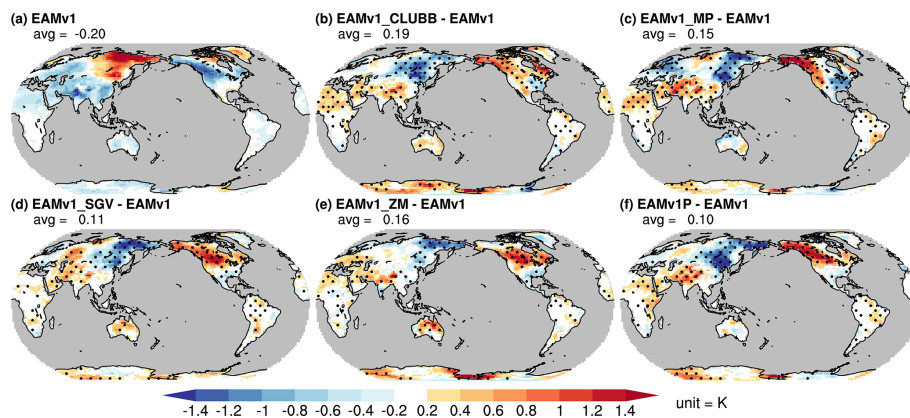 (a) EAMv1
avg = -0.20
(b) EAMv1_CLUBB - EAMv1
avg = 0.19
(c) EAMv1_MP - EAMv1
avg = 0.15
(d) EAMv1_SGV - EAMv1
avg = 0.11
(e) EAMv1_ZM - EAMv1
avg = 0.16
(f) EAMv1P - EAMv1
avg = 0.10
-1.4 -1.2 -1 -0.8 -0.6 -0.4 -0.2 0.2 0.4 0.6 0.8 1 1.2 1.4 unit = K